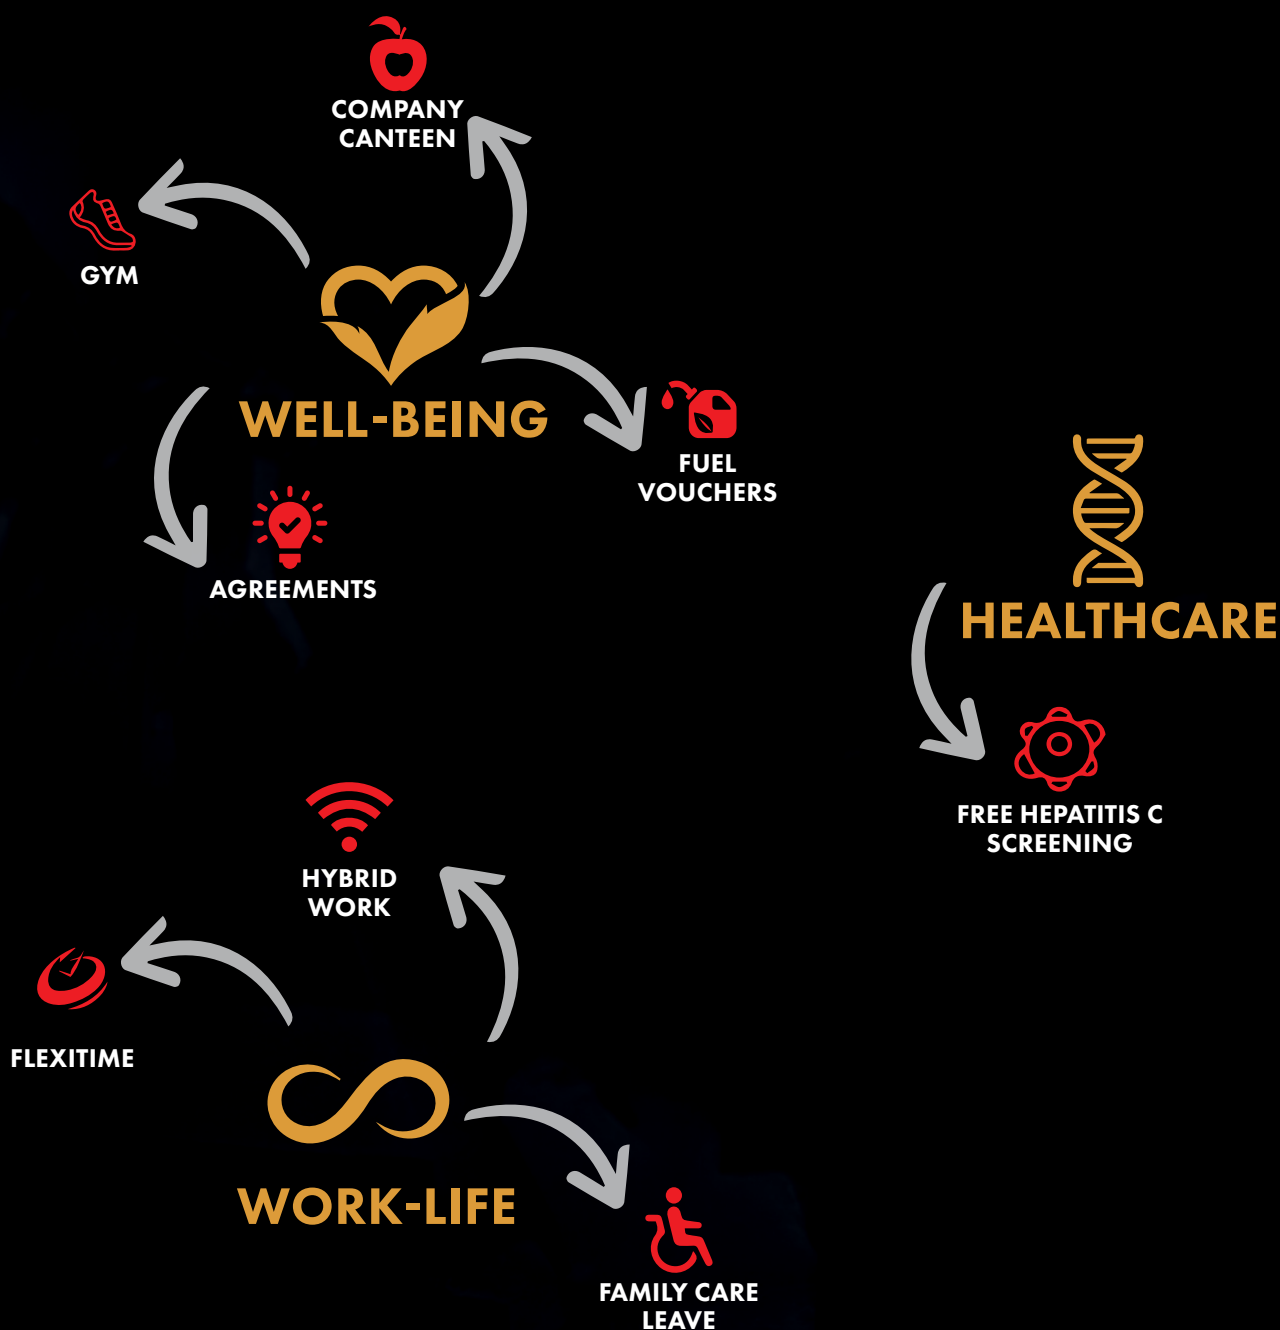 COMPANY
CANTEEN
GYM
WELL-BEING
FUEL
VOUCHERS
AGREEMENTS
HEALTHCARE
FREE HEPATITIS C
SCREENING
HYBRID
WORK
FLEXITIME
WORK-LIFE
FAMILY CARE
LEAVE